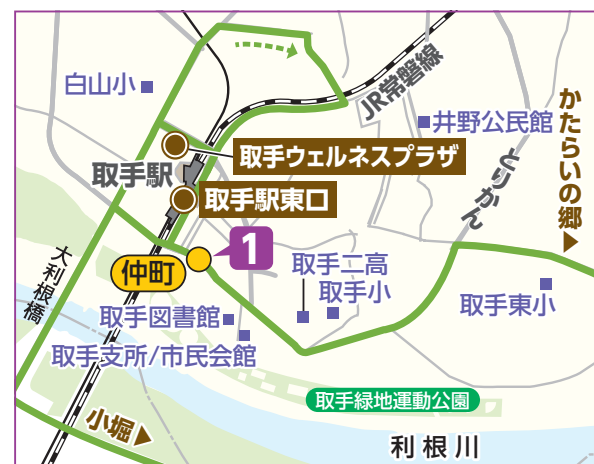 白山小
JR常磐線
井野公民館
かたらいの郷▶
とりかん
取手ウェルネスプラザ
取手駅
取手駅東口
1
仲町
大利根橋
取手二高
取手小
取手東小
取手図書館
取手支所/市民会館
取手緑地運動公園
小堀▶
利根川